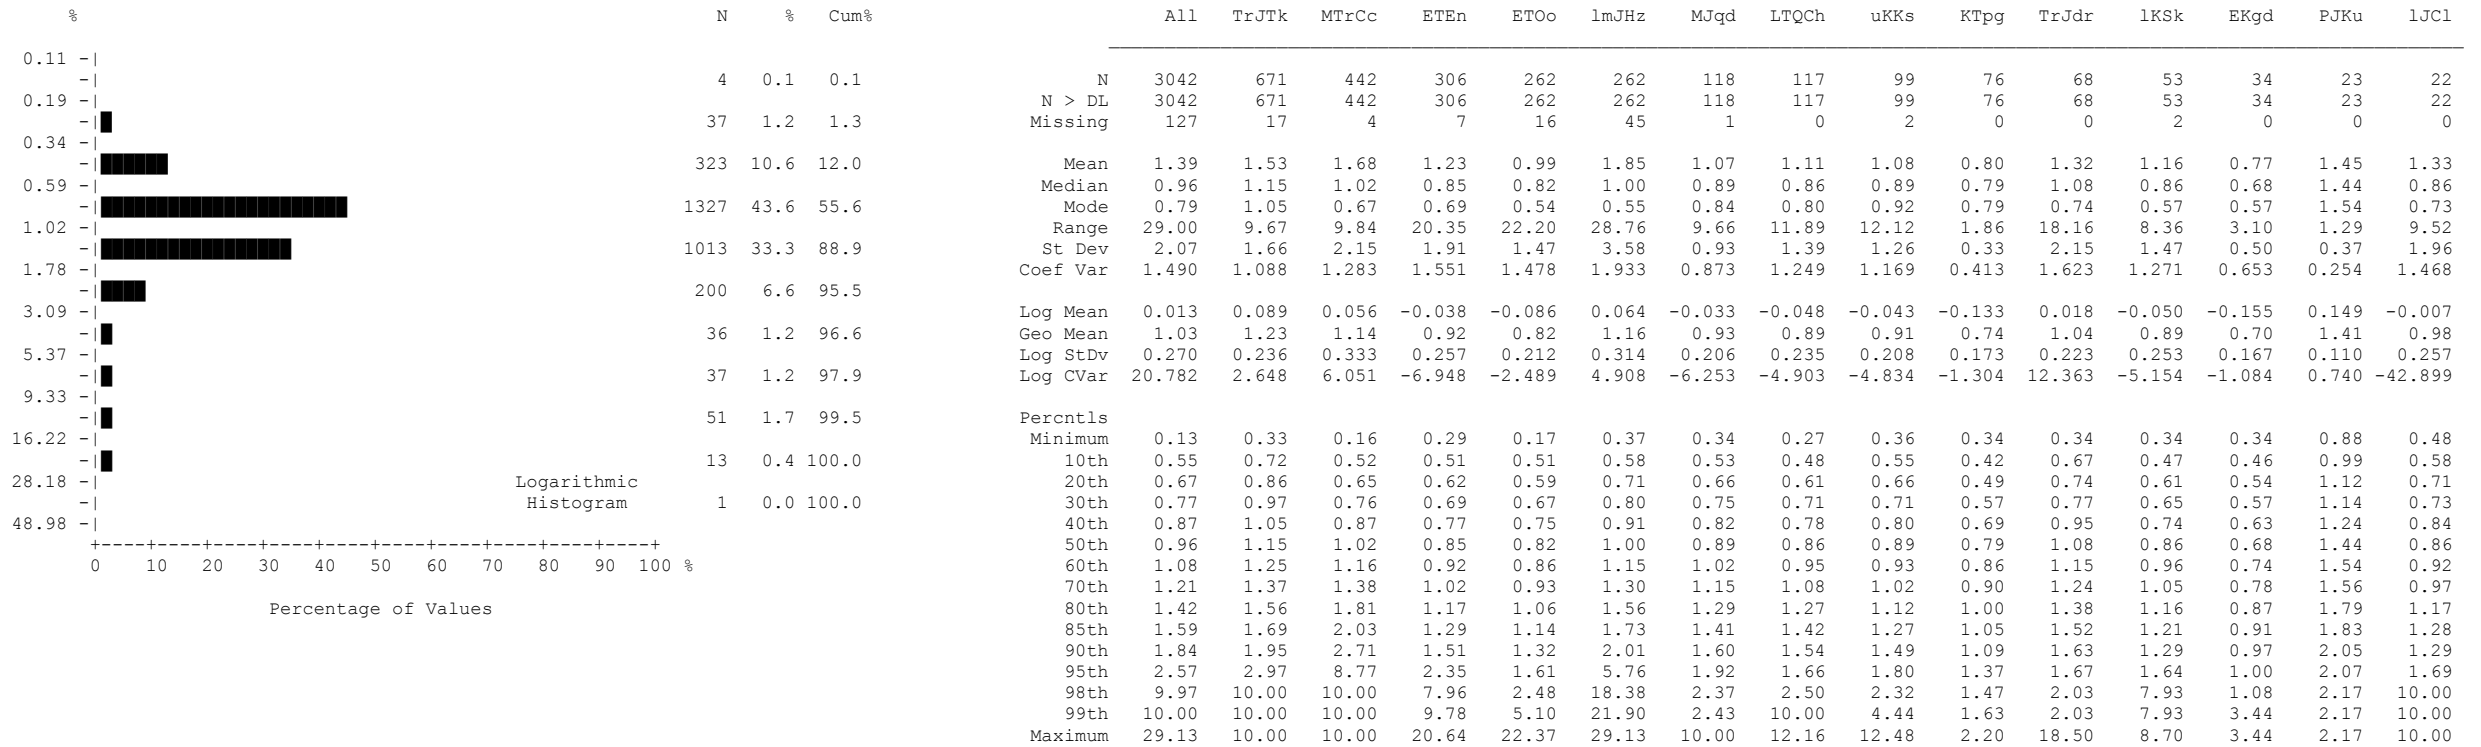 % N % Cum% All TrJTk MTrCc ETEn ETOo lmJHz MJqd LTQCh uKKs KTpg TrJdr lKSk EKgd PJKu lJCl
0.11 -|
-| 4 0.1 0.1 N 3042 671 442 306 262 262 118 117 99 76 68 53 34 23 22
0.19 -| N > DL 3042 671 442 306 262 262 118 117 99 76 68 53 34 23 22
-| 37 1.2 1.3 Missing 127 17 4 7 16 45 1 0 2 0 0 2 0 0 0
0.34 -|
-| 323 10.6 12.0 Mean 1.39 1.53 1.68 1.23 0.99 1.85 1.07 1.11 1.08 0.80 1.32 1.16 0.77 1.45 1.33
0.59 -| Median 0.96 1.15 1.02 0.85 0.82 1.00 0.89 0.86 0.89 0.79 1.08 0.86 0.68 1.44 0.86
-| 1327 43.6 55.6 Mode 0.79 1.05 0.67 0.69 0.54 0.55 0.84 0.80 0.92 0.79 0.74 0.57 0.57 1.54 0.73
1.02 -| Range 29.00 9.67 9.84 20.35 22.20 28.76 9.66 11.89 12.12 1.86 18.16 8.36 3.10 1.29 9.52
-| 1013 33.3 88.9 St Dev 2.07 1.66 2.15 1.91 1.47 3.58 0.93 1.39 1.26 0.33 2.15 1.47 0.50 0.37 1.96
1.78 -| Coef Var 1.490 1.088 1.283 1.551 1.478 1.933 0.873 1.249 1.169 0.413 1.623 1.271 0.653 0.254 1.468
-| 200 6.6 95.5
3.09 -| Log Mean 0.013 0.089 0.056 -0.038 -0.086 0.064 -0.033 -0.048 -0.043 -0.133 0.018 -0.050 -0.155 0.149 -0.007
-| 36 1.2 96.6 Geo Mean 1.03 1.23 1.14 0.92 0.82 1.16 0.93 0.89 0.91 0.74 1.04 0.89 0.70 1.41 0.98
5.37 -| Log StDv 0.270 0.236 0.333 0.257 0.212 0.314 0.206 0.235 0.208 0.173 0.223 0.253 0.167 0.110 0.257
-| 37 1.2 97.9 Log CVar 20.782 2.648 6.051 -6.948 -2.489 4.908 -6.253 -4.903 -4.834 -1.304 12.363 -5.154 -1.084 0.740 -42.899
9.33 -|
-| 51 1.7 99.5 Percntls
16.22 -| Minimum 0.13 0.33 0.16 0.29 0.17 0.37 0.34 0.27 0.36 0.34 0.34 0.34 0.34 0.88 0.48
-| 13 0.4 100.0 10th 0.55 0.72 0.52 0.51 0.51 0.58 0.53 0.48 0.55 0.42 0.67 0.47 0.46 0.99 0.58
28.18 -| Logarithmic 20th 0.67 0.86 0.65 0.62 0.59 0.71 0.66 0.61 0.66 0.49 0.74 0.61 0.54 1.12 0.71
-| Histogram 1 0.0 100.0 30th 0.77 0.97 0.76 0.69 0.67 0.80 0.75 0.71 0.71 0.57 0.77 0.65 0.57 1.14 0.73
48.98 -| 40th 0.87 1.05 0.87 0.77 0.75 0.91 0.82 0.78 0.80 0.69 0.95 0.74 0.63 1.24 0.84
+----+----+----+----+----+----+----+----+----+----+ 50th 0.96 1.15 1.02 0.85 0.82 1.00 0.89 0.86 0.89 0.79 1.08 0.86 0.68 1.44 0.86
0 10 20 30 40 50 60 70 80 90 100 % 60th 1.08 1.25 1.16 0.92 0.86 1.15 1.02 0.95 0.93 0.86 1.15 0.96 0.74 1.54 0.92
70th 1.21 1.37 1.38 1.02 0.93 1.30 1.15 1.08 1.02 0.90 1.24 1.05 0.78 1.56 0.97
Percentage of Values 80th 1.42 1.56 1.81 1.17 1.06 1.56 1.29 1.27 1.12 1.00 1.38 1.16 0.87 1.79 1.17
85th 1.59 1.69 2.03 1.29 1.14 1.73 1.41 1.42 1.27 1.05 1.52 1.21 0.91 1.83 1.28
90th 1.84 1.95 2.71 1.51 1.32 2.01 1.60 1.54 1.49 1.09 1.63 1.29 0.97 2.05 1.29
95th 2.57 2.97 8.77 2.35 1.61 5.76 1.92 1.66 1.80 1.37 1.67 1.64 1.00 2.07 1.69
98th 9.97 10.00 10.00 7.96 2.48 18.38 2.37 2.50 2.32 1.47 2.03 7.93 1.08 2.17 10.00
99th 10.00 10.00 10.00 9.78 5.10 21.90 2.43 10.00 4.44 1.63 2.03 7.93 3.44 2.17 10.00
Maximum 29.13 10.00 10.00 20.64 22.37 29.13 10.00 12.16 12.48 2.20 18.50 8.70 3.44 2.17 10.00